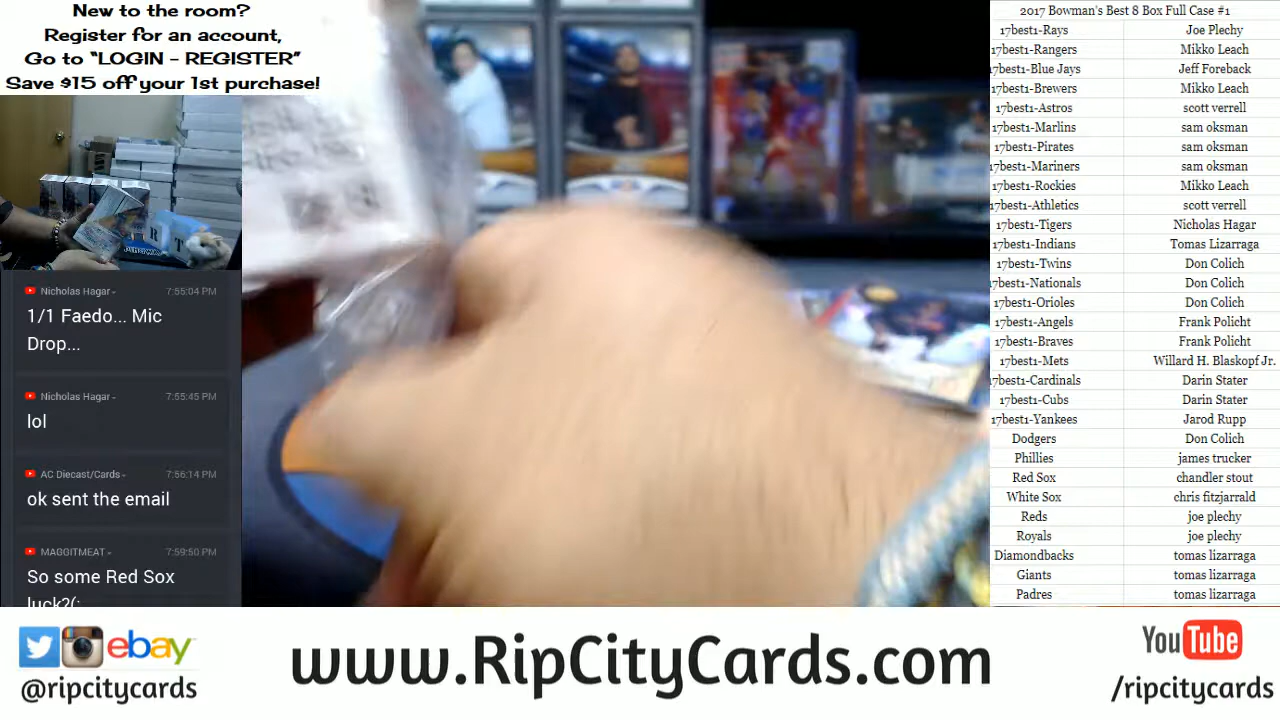 New to the room?
Register for an account,
Go to “LOGIN - REGISTER”
Save $15 off your 1st purchase!
Nicholas Hagar 7:55:04 PM
1/1 Faedo... Mic
Drop...
Nicholas Hagar 7:55:45 PM
lol
AC Diecast/Cards 7:56:14 PM
ok sent the email
MAGGITMEAT 7:59:50 PM
So some Red Sox
luck?(;
2017 Bowman's Best 8 Box Full Case #1
17best1-Rays Joe Plechy
17best1-Rangers Mikko Leach
17best1-Blue Jays Jeff Foreback
17best1-Brewers Mikko Leach
17best1-Astros scott verrell
17best1-Marlins sam oksman
17best1-Pirates sam oksman
17best1-Mariners sam oksman
17best1-Rockies Mikko Leach
17best1-Athletics scott verrell
17best1-Tigers Nicholas Hagar
17best1-Indians Tomas Lizarraga
17best1-Twins Don Colich
17best1-Nationals Don Colich
17best1-Orioles Don Colich
17best1-Angels Frank Policht
17best1-Braves Frank Policht
17best1-Mets Willard H. Blaskopf Jr.
17best1-Cardinals Darin Stater
17best1-Cubs Darin Stater
17best1-Yankees Jarod Rupp
Dodgers Don Colich
Phillies james trucker
Red Sox chandler stout
White Sox chris fitzjarrald
Reds joe plechy
Royals joe plechy
Diamondbacks tomas lizarraga
Giants tomas lizarraga
Padres tomas lizarraga
ebay
@ripcitycards
www.RipCityCards.com
YouTube
/ripcitycards